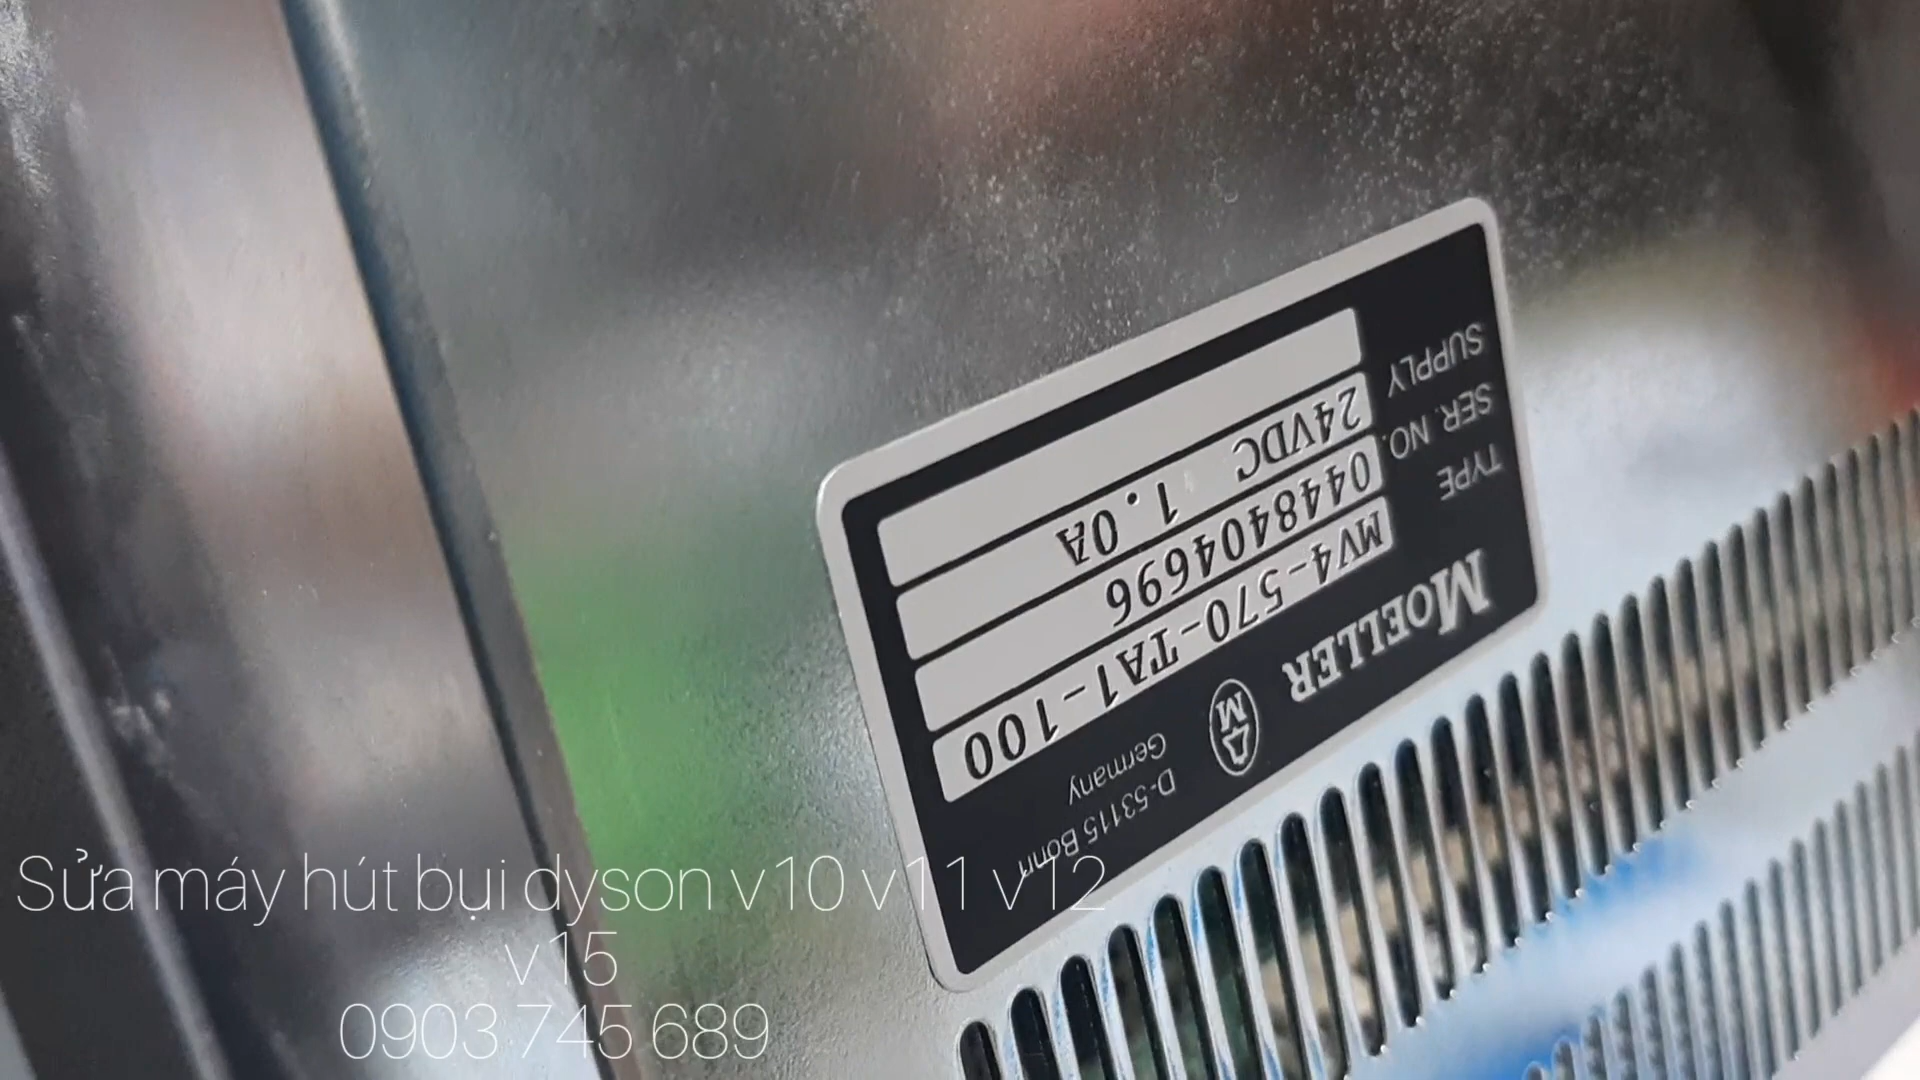 MOELLER
AM
D-53115 Bonn
Germany
TYPE MV4-570-TA1-100
SER. NO. 0448404696
SUPPLY 24VDC 1.0A
Sửa máy hút bụi dyson v10 v11 v12
v15
0903 745 689